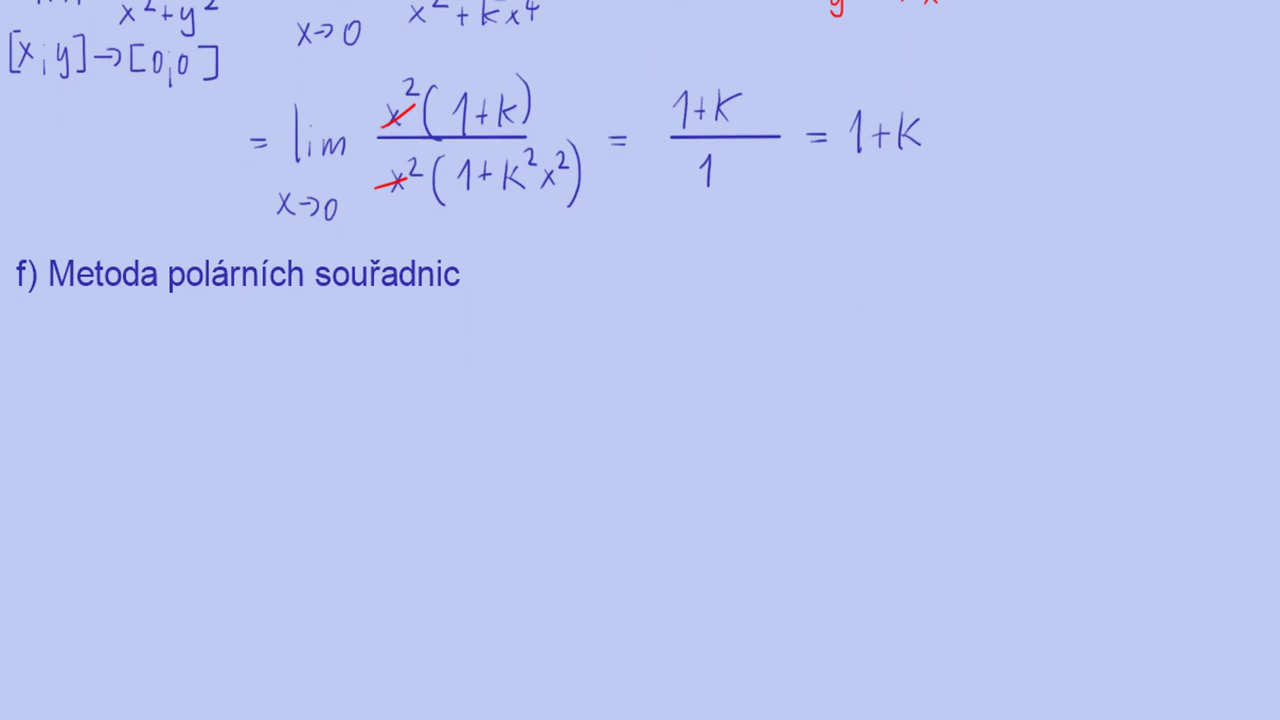 x²+y² x→0 x²+kx⁴
[x,y]→[0,0]
= lim x→0 x²(1+k) / x²(1+k²x²) = 1+k / 1 = 1+k
f) Metoda polárních souřadnic